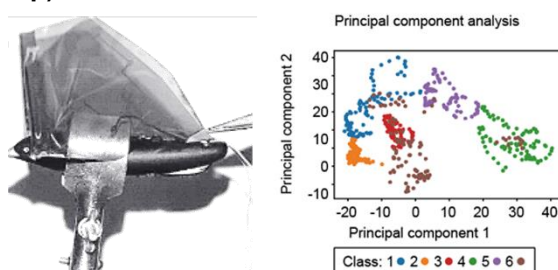 Principal component analysis
Principal component 2
40
30
20
10
0
-10
-20 -10 0 10 20 30 40
Principal component 1
Class: 1 2 3 4 5 6